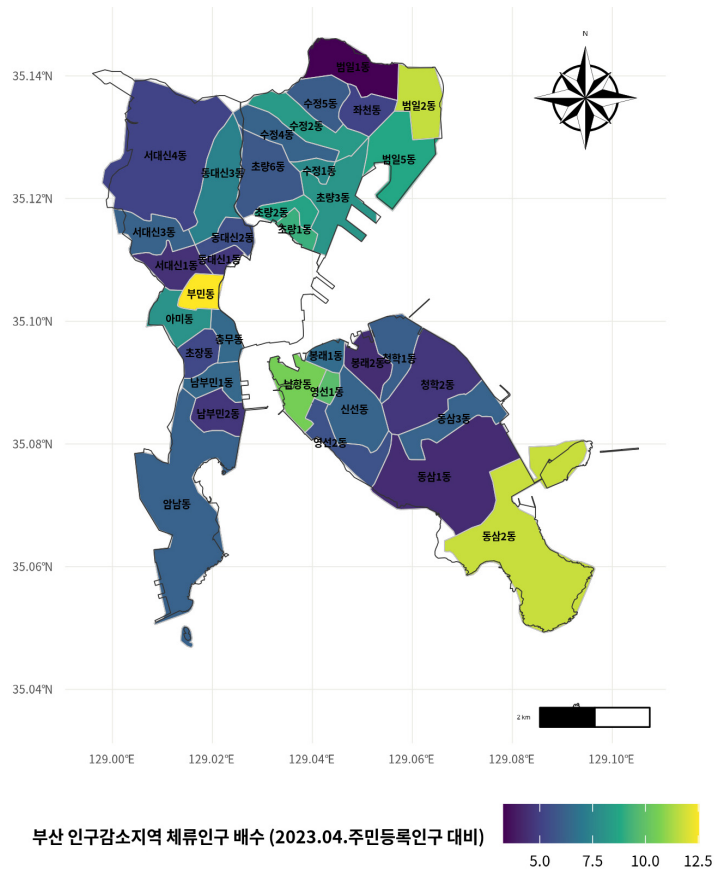 N
35.14°N
35.12°N
35.10°N
35.08°N
35.06°N
35.04°N
범일1동
수정5동
좌천동
범일2동
수정2동
수정4동
서대신4동
범일5동
동대신3동
초량6동
수정1동
초량3동
초량2동
초량1동
서대신3동
동대신2동
동대신1동
서대신1동
부민동
아미동
충무동
초장동
봉래1동
봉래2동
청학1동
남부민1동
남항동
영선1동
청학2동
신선동
남부민2동
동삼3동
영선2동
동삼1동
암남동
동삼2동
2 km
129.00°E
129.02°E
129.04°E
129.06°E
129.08°E
129.10°E
부산 인구감소지역 체류인구 배수 (2023.04.주민등록인구 대비)
5.0
7.5
10.0
12.5